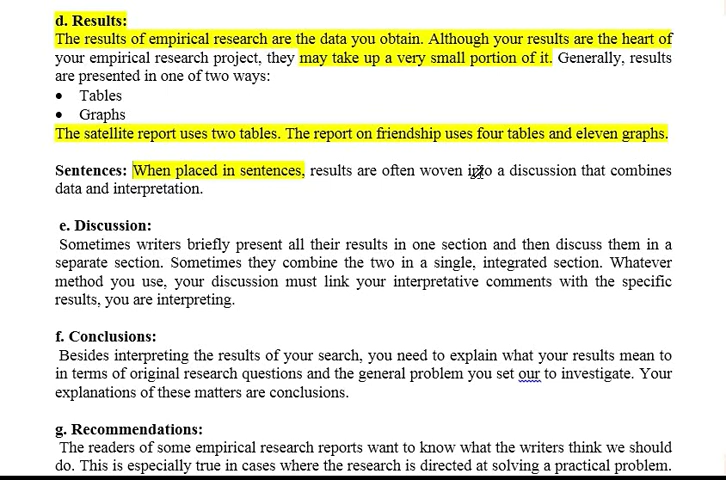 d. Results:
The results of empirical research are the data you obtain. Although your results are the heart of
your empirical research project, they may take up a very small portion of it. Generally, results
are presented in one of two ways:
• Tables
• Graphs
The satellite report uses two tables. The report on friendship uses four tables and eleven graphs.
Sentences: When placed in sentences, results are often woven into a discussion that combines
data and interpretation.
e. Discussion:
Sometimes writers briefly present all their results in one section and then discuss them in a
separate section. Sometimes they combine the two in a single, integrated section. Whatever
method you use, your discussion must link your interpretative comments with the specific
results, you are interpreting.
f. Conclusions:
Besides interpreting the results of your search, you need to explain what your results mean to
in terms of original research questions and the general problem you set our to investigate. Your
explanations of these matters are conclusions.
g. Recommendations:
The readers of some empirical research reports want to know what the writers think we should
do. This is especially true in cases where the research is directed at solving a practical problem.